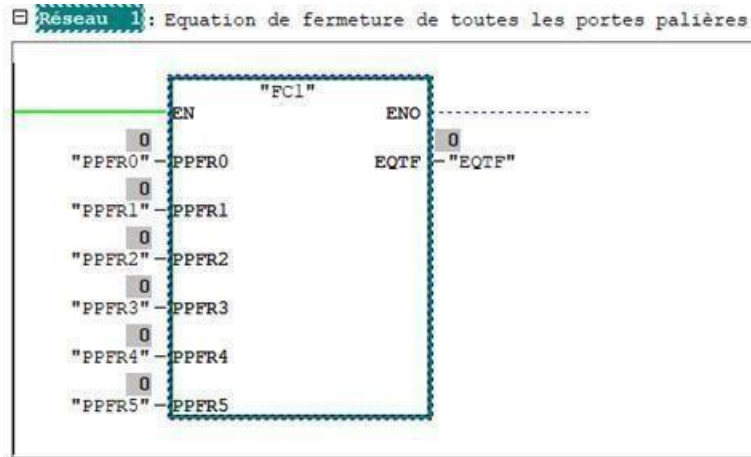 Réseau 1: Equation de fermeture de toutes les portes palières
"FC1"
EN ENO
0 0
"PPFR0" PPFR0 EQTF "EQTF"
0
"PPFR1" PPFR1
0
"PPFR2" PPFR2
0
"PPFR3" PPFR3
0
"PPFR4" PPFR4
0
"PPFR5" PPFR5